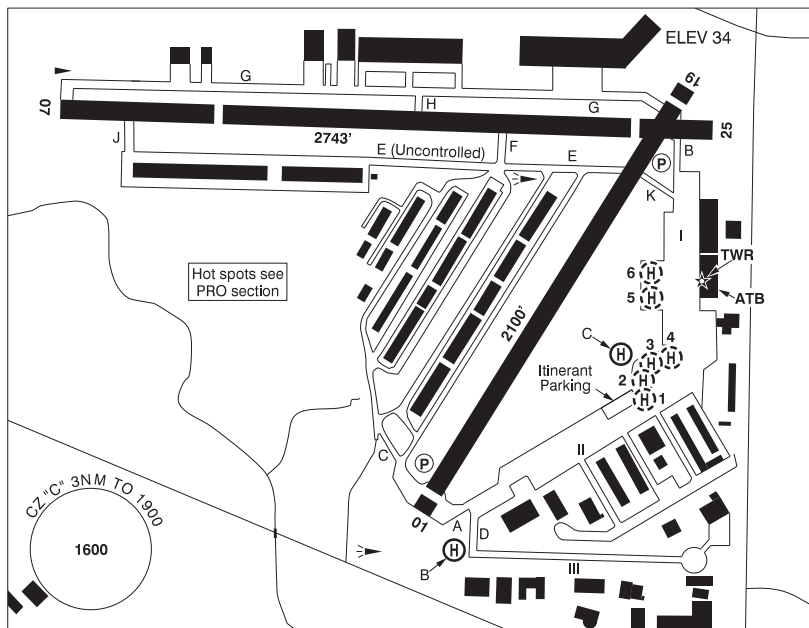 ELEV 34
19
G
H
G
07
25
J
2743'
E (Uncontrolled)
F
E
P
B
K
I
Hot spots see
PRO section
6 H
TWR
5 H
ATB
2100'
C
H
3
4
H
H
Itinerant
Parking
2 H
H 1
II
C
P
CZ "C" 3NM TO 1900
1600
01
A
D
H
B
III